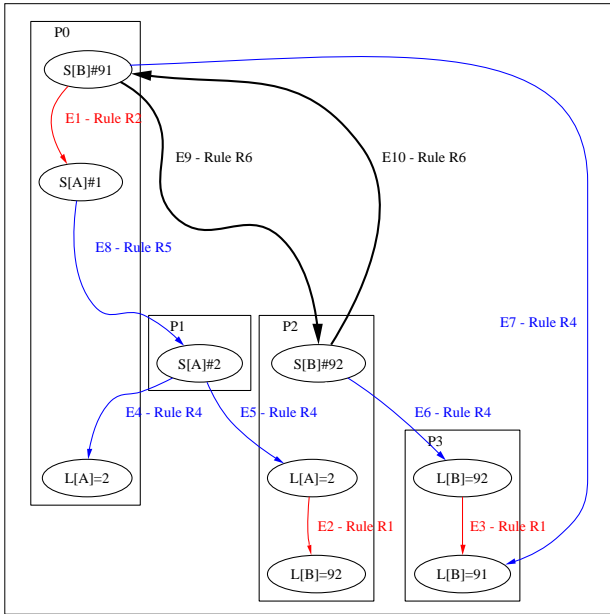 P0
S[B]#91
E1 - Rule R2
E9 - Rule R6
E10 - Rule R6
S[A]#1
E8 - Rule R5
P1
P2
E7 - Rule R4
S[A]#2
S[B]#92
E4 - Rule R4
E5 - Rule R4
E6 - Rule R4
P3
L[A]=2
L[A]=2
L[B]=92
E2 - Rule R1
E3 - Rule R1
L[B]=92
L[B]=91